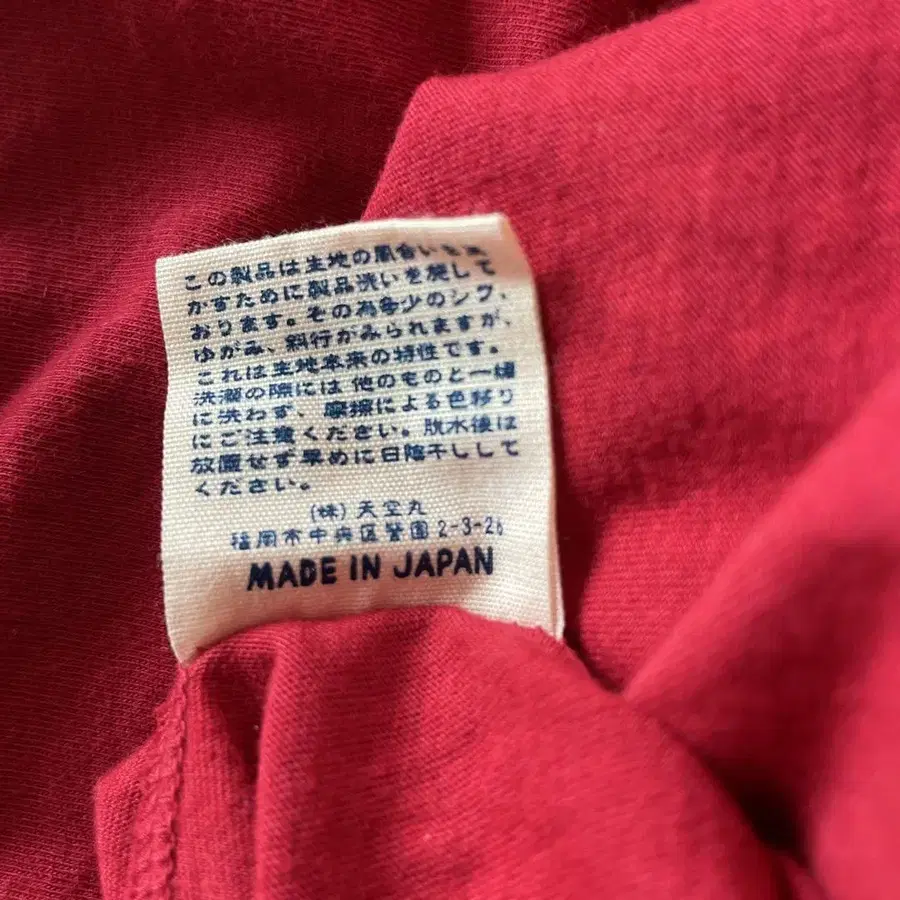 この製品は生地の風合いを活
かすために製品洗いを施して
おります。その為多少のシワ、
ゆがみ、斜行がみられますが、
これは生地本来の特性です。
洗濯の際には他のものと一緒
に洗わず、摩擦による色移り
にご注意ください。脱水後は
放置せず早めに日陰干しして
ください。
(株)天空丸
福岡市中央区警固2-3-26
MADE IN JAPAN